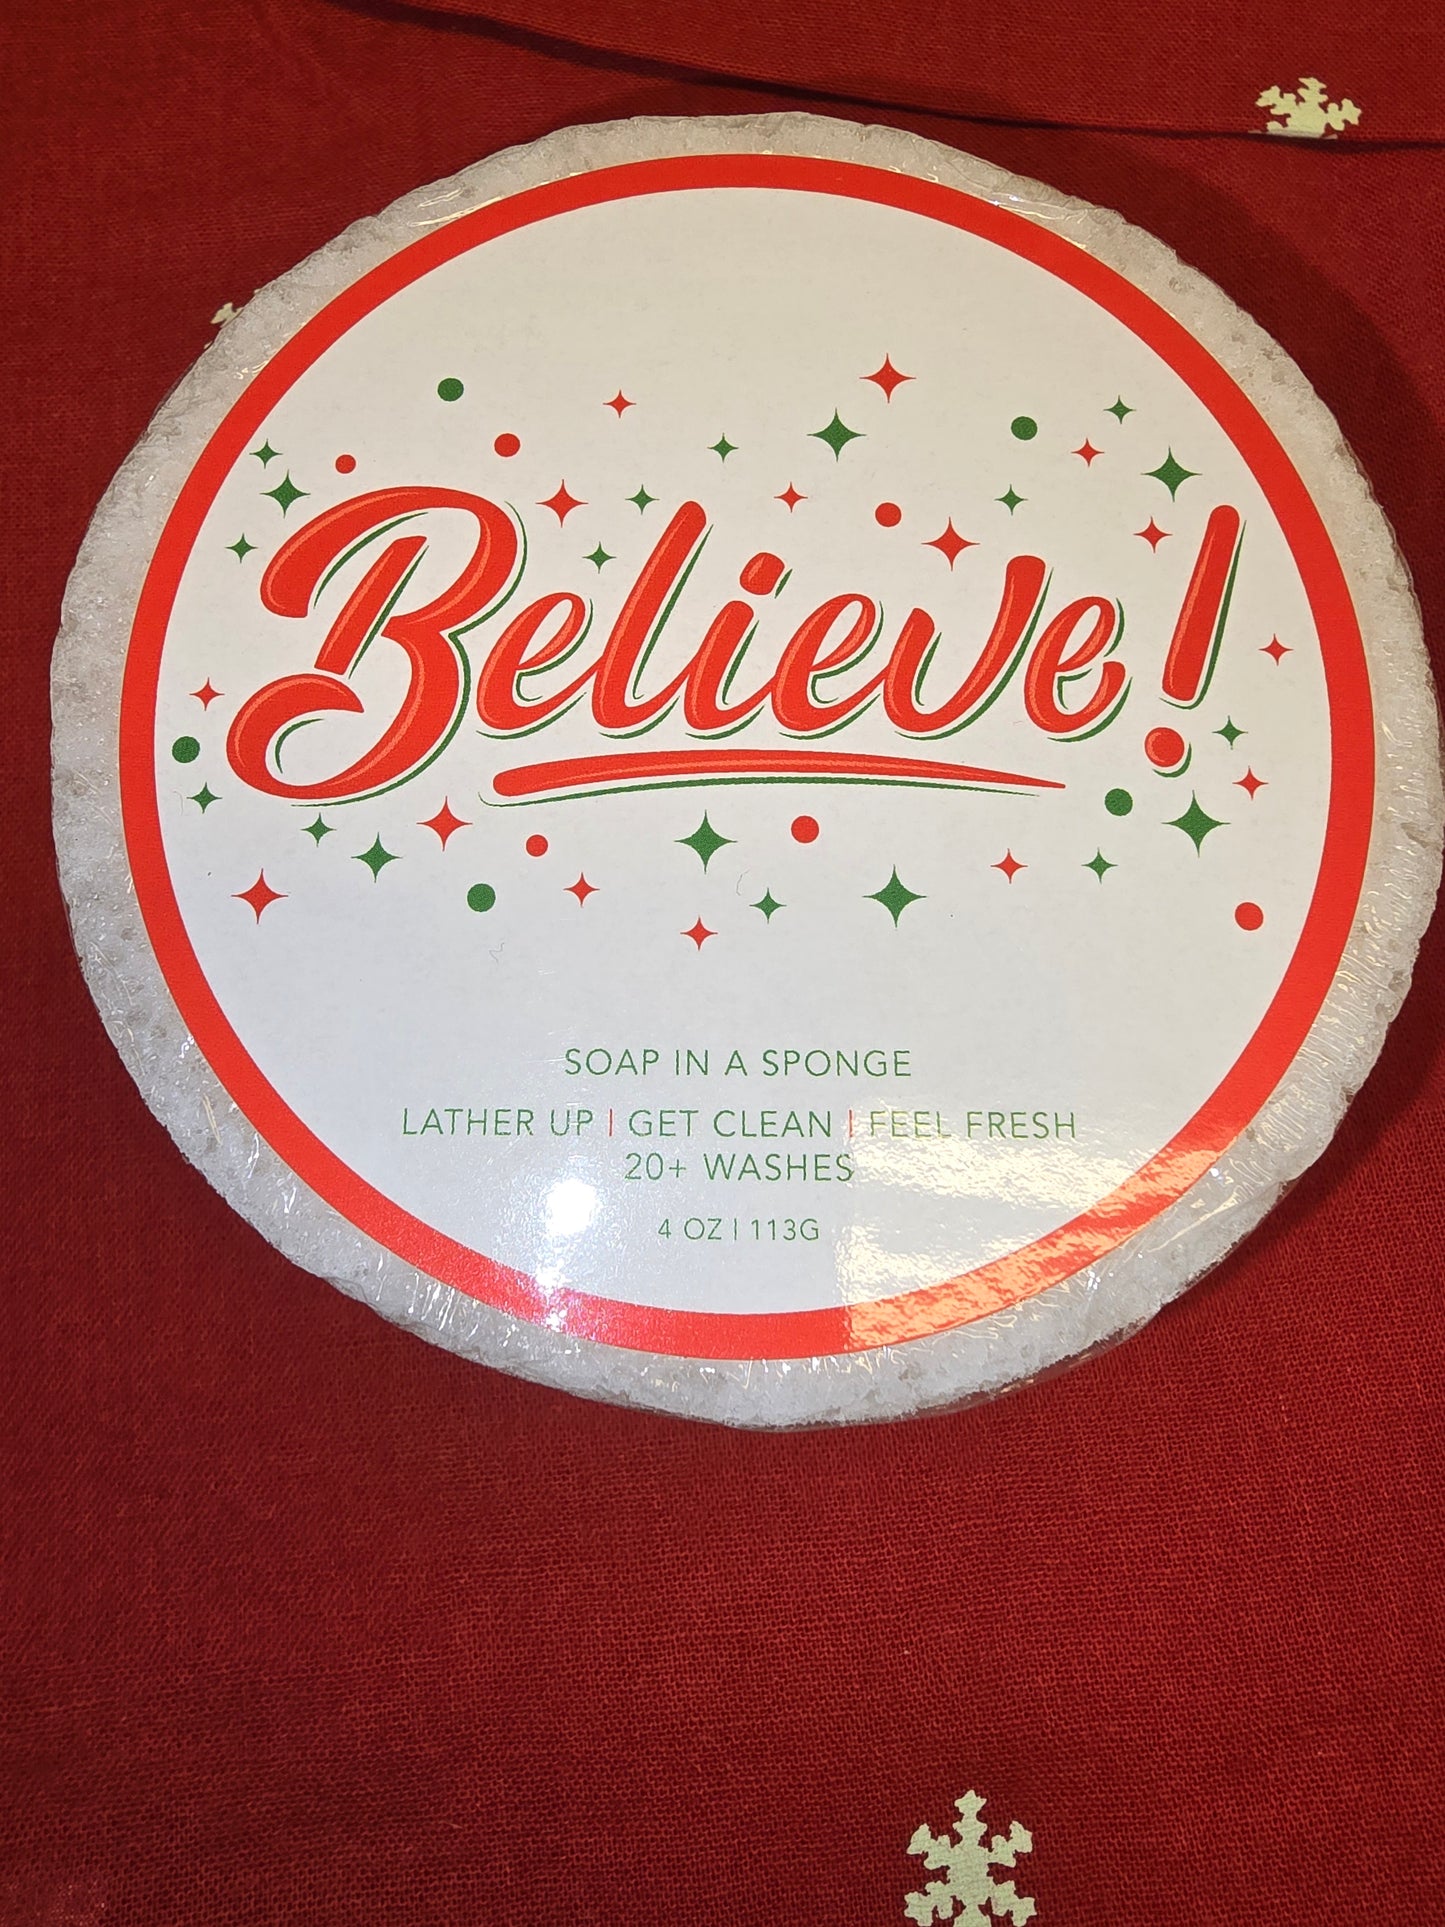 Believe!
SOAP IN A SPONGE
LATHER UP | GET CLEAN | FEEL FRESH
20+ WASHES
4 OZ | 113G